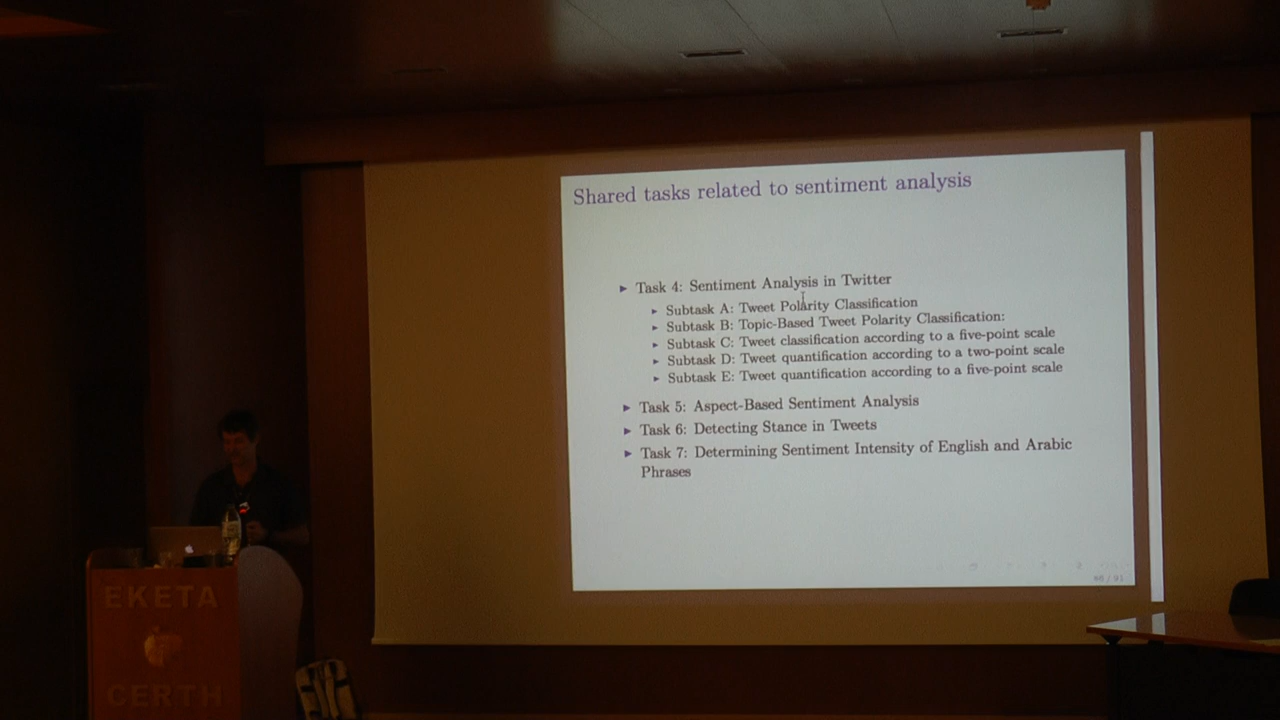 Shared tasks related to sentiment analysis
▸ Task 4: Sentiment Analysis in Twitter
▸ Subtask A: Tweet Polarity Classification
▸ Subtask B: Topic-Based Tweet Polarity Classification:
▸ Subtask C: Tweet classification according to a five-point scale
▸ Subtask D: Tweet quantification according to a two-point scale
▸ Subtask E: Tweet quantification according to a five-point scale
▸ Task 5: Aspect-Based Sentiment Analysis
▸ Task 6: Detecting Stance in Tweets
▸ Task 7: Determining Sentiment Intensity of English and Arabic
Phrases
EKETA
CERTH